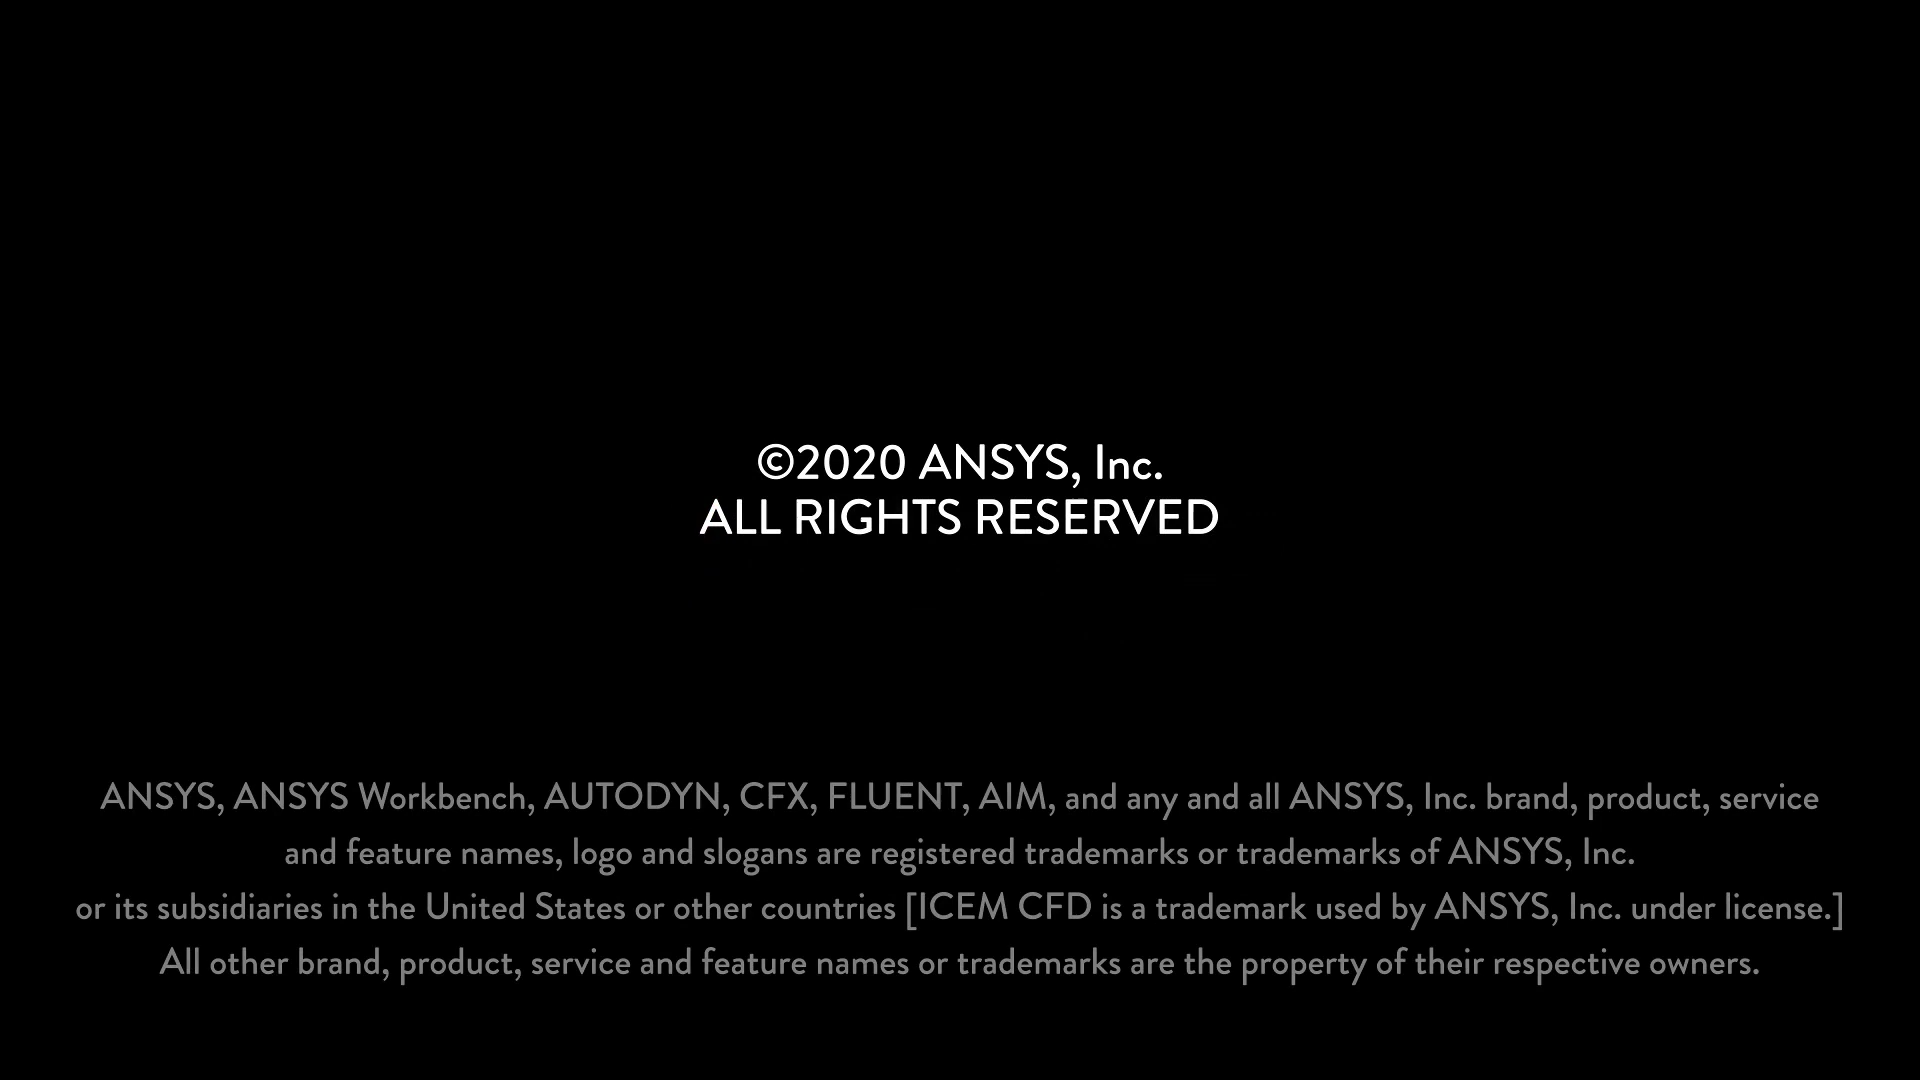 ©2020 ANSYS, Inc.
ALL RIGHTS RESERVED
ANSYS, ANSYS Workbench, AUTODYN, CFX, FLUENT, AIM, and any and all ANSYS, Inc. brand, product, service
and feature names, logo and slogans are registered trademarks or trademarks of ANSYS, Inc.
or its subsidiaries in the United States or other countries [ICEM CFD is a trademark used by ANSYS, Inc. under license.]
All other brand, product, service and feature names or trademarks are the property of their respective owners.